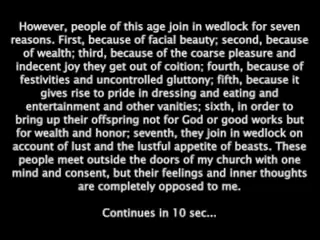 However, people of this age join in wedlock for seven
reasons. First, because of facial beauty; second, because
of wealth; third, because of the coarse pleasure and
indecent joy they get out of coition; fourth, because of
festivities and uncontrolled gluttony; fifth, because it
gives rise to pride in dressing and eating and
entertainment and other vanities; sixth, in order to
bring up their offspring not for God or good works but
for wealth and honor; seventh, they join in wedlock on
account of lust and the lustful appetite of beasts. These
people meet outside the doors of my church with one
mind and consent, but their feelings and inner thoughts
are completely opposed to me.
Continues in 10 sec...